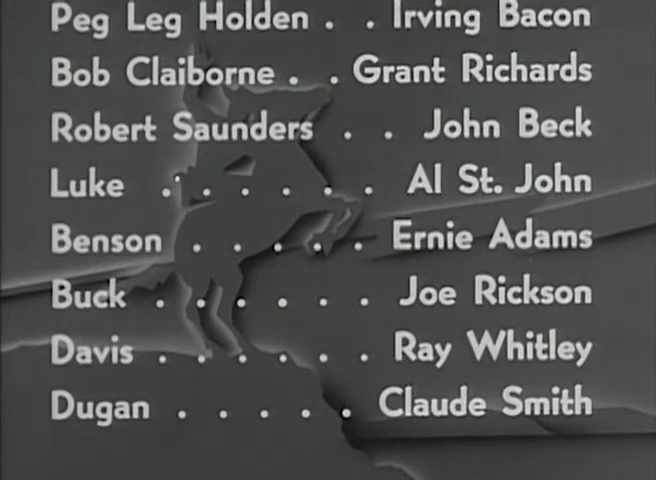 Peg Leg Holden . . Irving Bacon
Bob Claiborne . . Grant Richards
Robert Saunders . . John Beck
Luke . . . . . . Al St. John
Benson . . . . . Ernie Adams
Buck . . . . . . Joe Rickson
Davis . . . . . . Ray Whitley
Dugan . . . . . Claude Smith